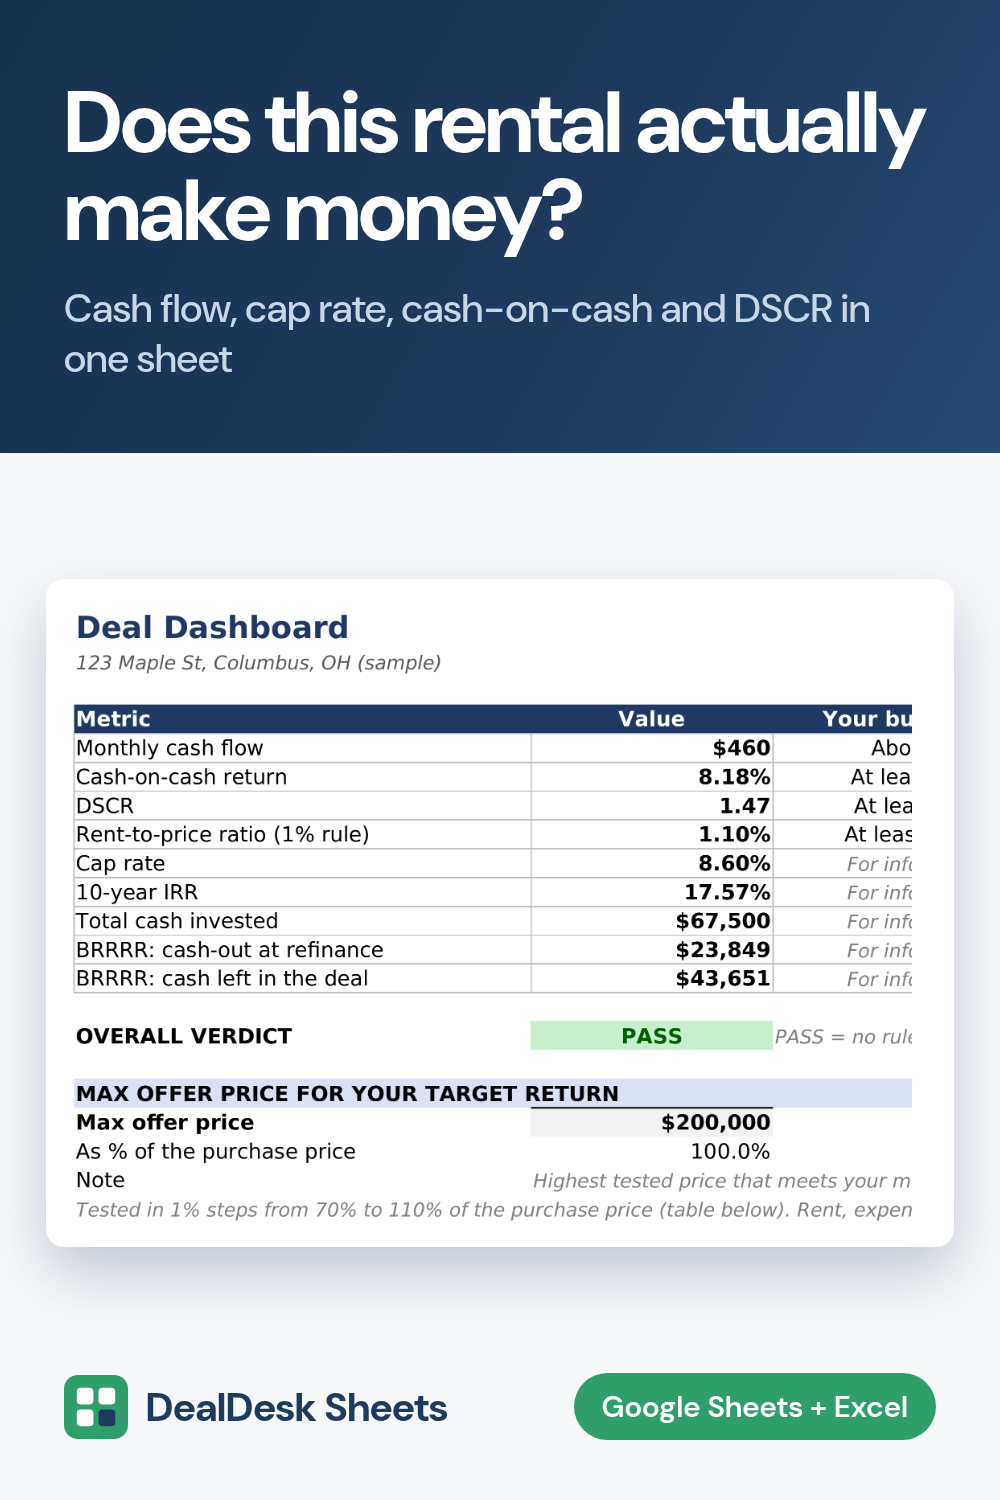 Does this rental actually
make money?
Cash flow, cap rate, cash-on-cash and DSCR in
one sheet
Deal Dashboard
123 Maple St, Columbus, OH (sample)
Metric Value Your bu
Monthly cash flow $460 Abo
Cash-on-cash return 8.18% At lea
DSCR 1.47 At lea
Rent-to-price ratio (1% rule) 1.10% At leas
Cap rate 8.60% For info
10-year IRR 17.57% For info
Total cash invested $67,500 For info
BRRRR: cash-out at refinance $23,849 For info
BRRRR: cash left in the deal $43,651 For info
OVERALL VERDICT PASS PASS = no rule
MAX OFFER PRICE FOR YOUR TARGET RETURN
Max offer price $200,000
As % of the purchase price 100.0%
Note Highest tested price that meets your m
Tested in 1% steps from 70% to 110% of the purchase price (table below). Rent, expen
DealDesk Sheets
Google Sheets + Excel